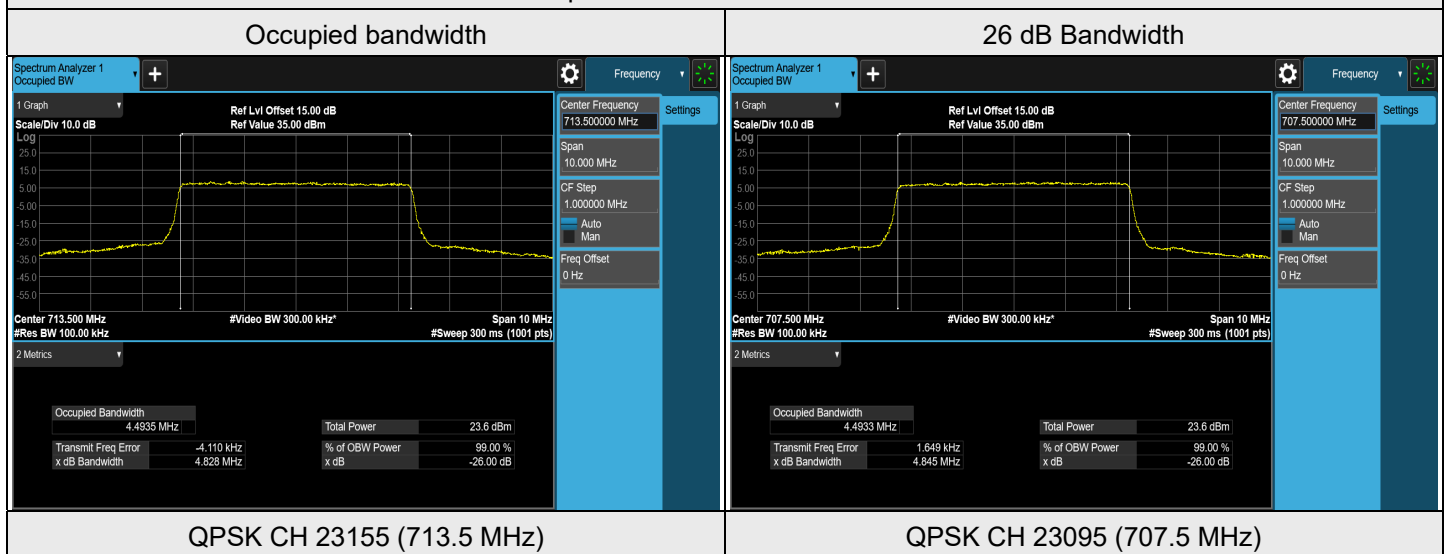 Occupied bandwidth
26 dB Bandwidth
Spectrum Analyzer 1
Occupied BW
+
Frequency
1 Graph
Ref Lvl Offset 15.00 dB
Scale/Div 10.0 dB
Ref Value 35.00 dBm
Log
25.0
15.0
5.00
-5.00
-15.0
-25.0
-35.0
-45.0
-55.0
Center 713.500 MHz
#Video BW 300.00 kHz*
Span 10 MHz
#Res BW 100.00 kHz
#Sweep 300 ms (1001 pts)
Center Frequency
713.500000 MHz
Settings
Span
10.000 MHz
CF Step
1.000000 MHz
Auto
Man
Freq Offset
0 Hz
2 Metrics
Occupied Bandwidth
4.4935 MHz
Total Power 23.6 dBm
Transmit Freq Error -4.110 kHz
% of OBW Power 99.00 %
x dB Bandwidth 4.828 MHz
x dB -26.00 dB
Spectrum Analyzer 1
Occupied BW
+
Frequency
1 Graph
Ref Lvl Offset 15.00 dB
Scale/Div 10.0 dB
Ref Value 35.00 dBm
Log
25.0
15.0
5.00
-5.00
-15.0
-25.0
-35.0
-45.0
-55.0
Center 707.500 MHz
#Video BW 300.00 kHz*
Span 10 MHz
#Res BW 100.00 kHz
#Sweep 300 ms (1001 pts)
Center Frequency
707.500000 MHz
Settings
Span
10.000 MHz
CF Step
1.000000 MHz
Auto
Man
Freq Offset
0 Hz
2 Metrics
Occupied Bandwidth
4.4933 MHz
Total Power 23.6 dBm
Transmit Freq Error 1.649 kHz
% of OBW Power 99.00 %
x dB Bandwidth 4.845 MHz
x dB -26.00 dB
QPSK CH 23155 (713.5 MHz)
QPSK CH 23095 (707.5 MHz)